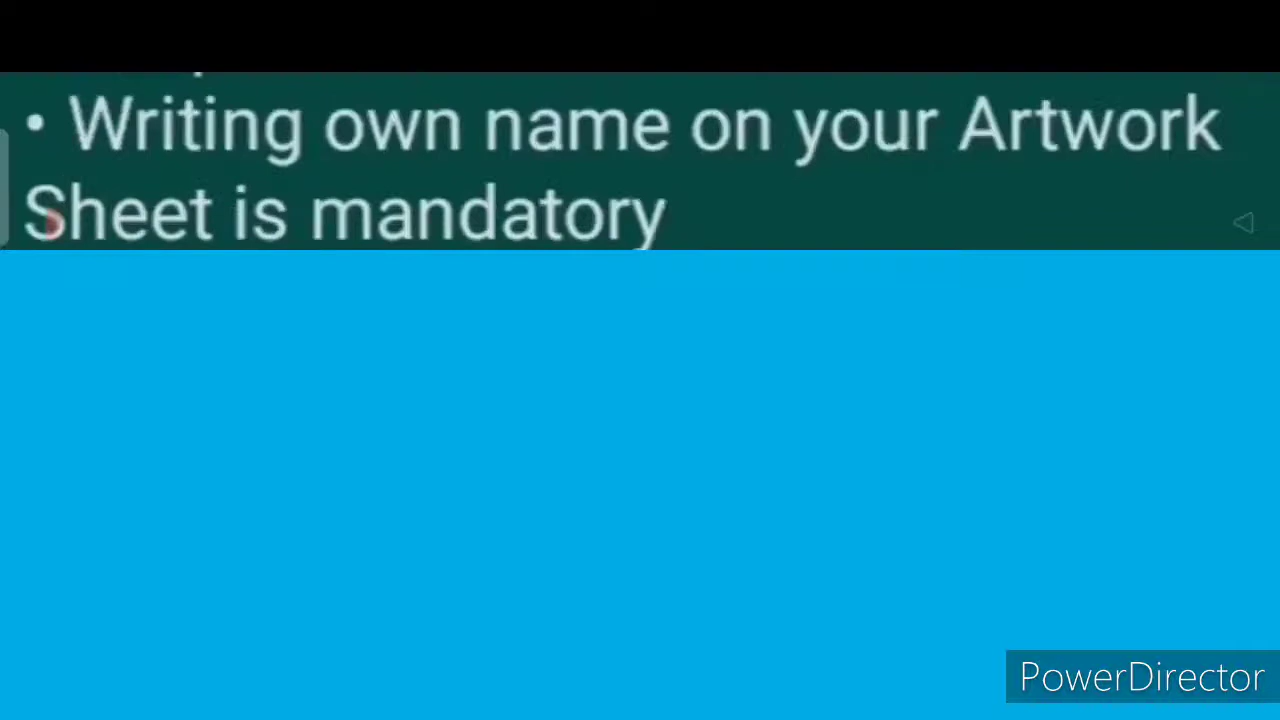 • Writing own name on your Artwork
Sheet is mandatory
PowerDirector